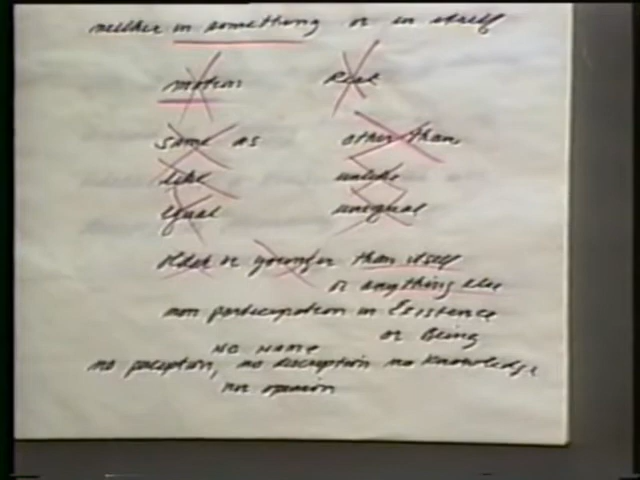 neither in something or in itself
motion Rest
same as other than
like unlike
equal unequal
older or younger than itself
or anything else
non participation in Existence
or Being
no name
no perception, no description no knowledge
no opinion